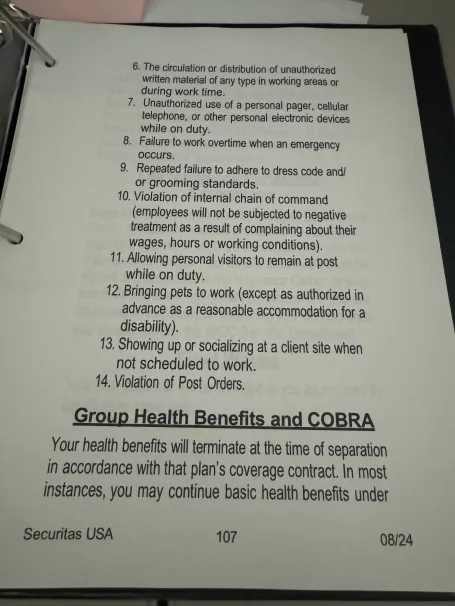 6. The circulation or distribution of unauthorized
written material of any type in working areas or
during work time.
7. Unauthorized use of a personal pager, cellular
telephone, or other personal electronic devices
while on duty.
8. Failure to work overtime when an emergency
occurs.
9. Repeated failure to adhere to dress code and/
or grooming standards.
10. Violation of internal chain of command
(employees will not be subjected to negative
treatment as a result of complaining about their
wages, hours or working conditions).
11. Allowing personal visitors to remain at post
while on duty.
12. Bringing pets to work (except as authorized in
advance as a reasonable accommodation for a
disability).
13. Showing up or socializing at a client site when
not scheduled to work.
14. Violation of Post Orders.
Group Health Benefits and COBRA
Your health benefits will terminate at the time of separation
in accordance with that plan's coverage contract. In most
instances, you may continue basic health benefits under
Securitas USA
107
08/24